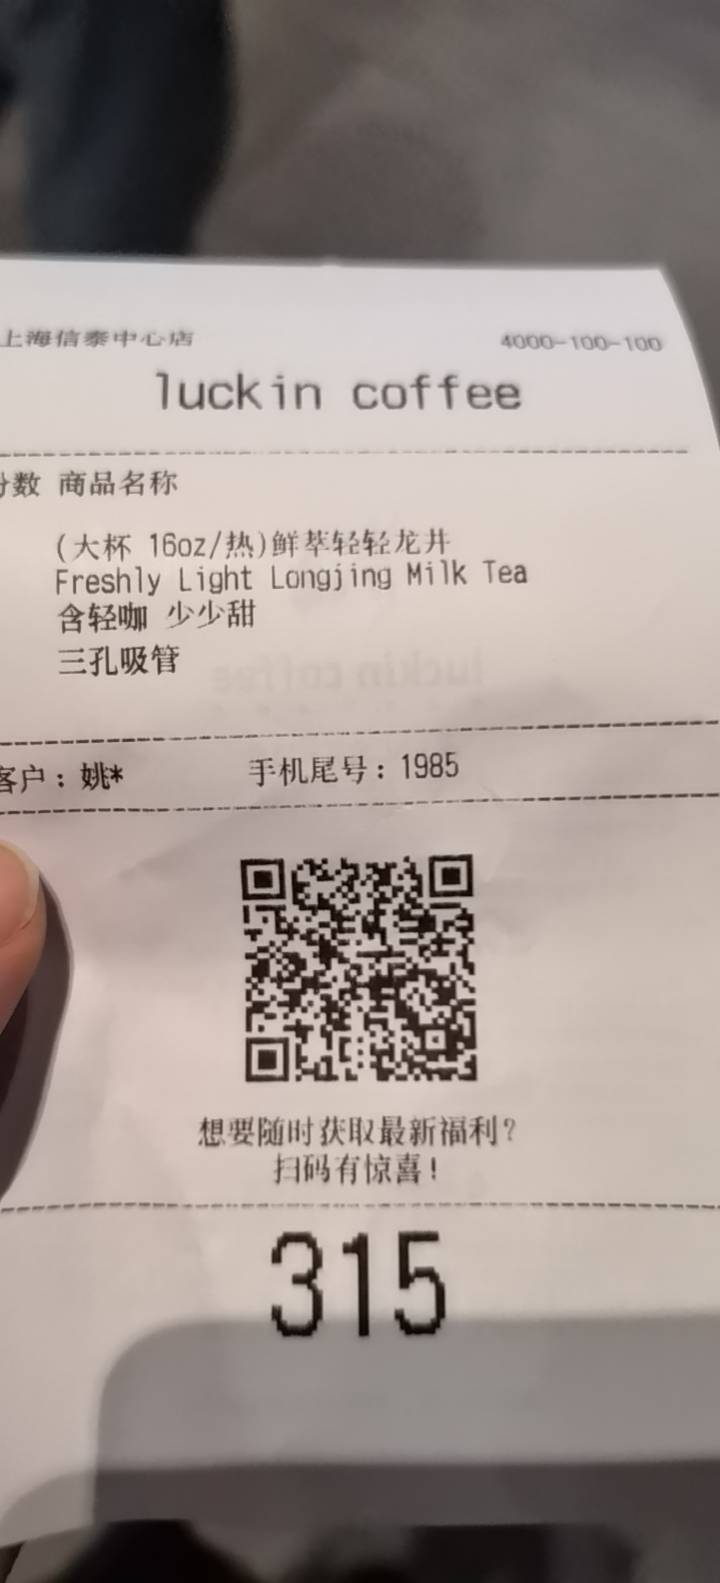 上海信泰中心店 4000-100-100
luckin coffee
份数 商品名称
(大杯 16oz/热)鲜萃轻轻龙井
Freshly Light Longjing Milk Tea
含轻咖 少少甜
三孔吸管
客户：姚* 手机尾号：1985
想要随时获取最新福利？
扫码有惊喜！
315